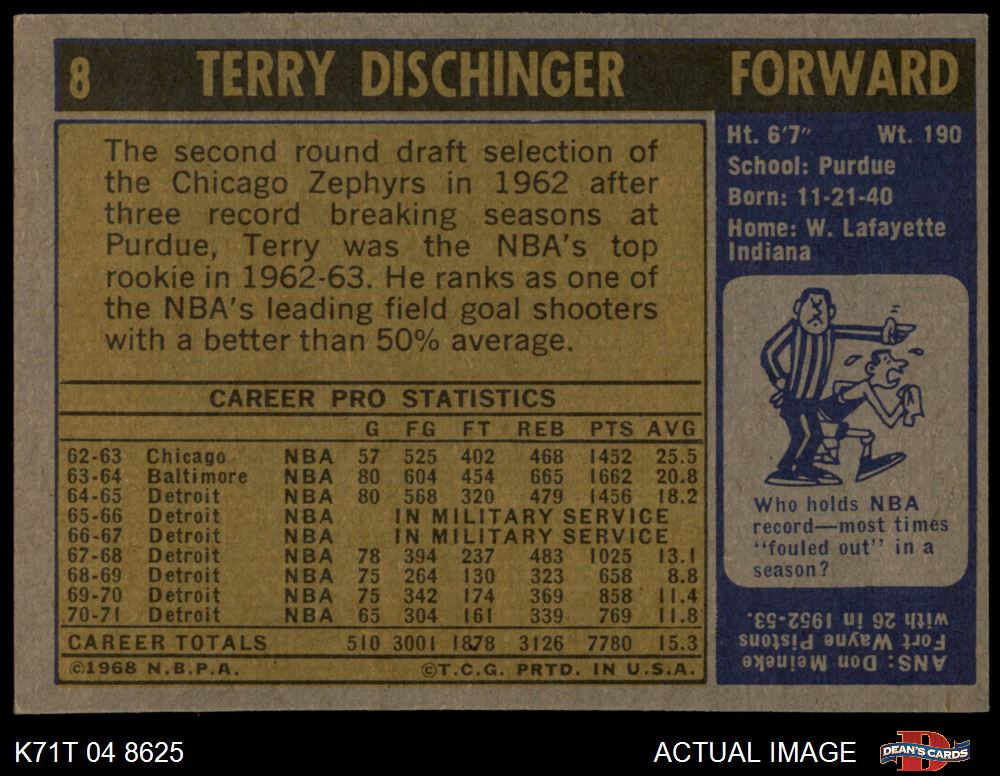 8 TERRY DISCHINGER FORWARD
The second round draft selection of
the Chicago Zephyrs in 1962 after
three record breaking seasons at
Purdue, Terry was the NBA's top
rookie in 1962-63. He ranks as one of
the NBA's leading field goal shooters
with a better than 50% average.
CAREER PRO STATISTICS
G FG FT REB PTS AVG
62-63 Chicago NBA 57 525 402 468 1452 25.5
63-64 Baltimore NBA 80 604 454 665 1662 20.8
64-65 Detroit NBA 80 568 320 479 1456 18.2
65-66 Detroit NBA IN MILITARY SERVICE
66-67 Detroit NBA IN MILITARY SERVICE
67-68 Detroit NBA 78 394 237 483 1025 13.1
68-69 Detroit NBA 75 264 130 323 658 8.8
69-70 Detroit NBA 75 342 174 369 858 11.4
70-71 Detroit NBA 65 304 161 339 769 11.8
CAREER TOTALS 510 3001 1878 3126 7780 15.3
©1968 N.B.P.A. ©T.C.G. PRTD. IN U.S.A.
Ht. 6'7" Wt. 190
School: Purdue
Born: 11-21-40
Home: W. Lafayette
Indiana
Who holds NBA
record—most times
"fouled out" in a
season?
ANS: Don Meineke
Fort Wayne Pistons
with 26 in 1952-53.
K71T 04 8625 ACTUAL IMAGE DEAN'S CARDS